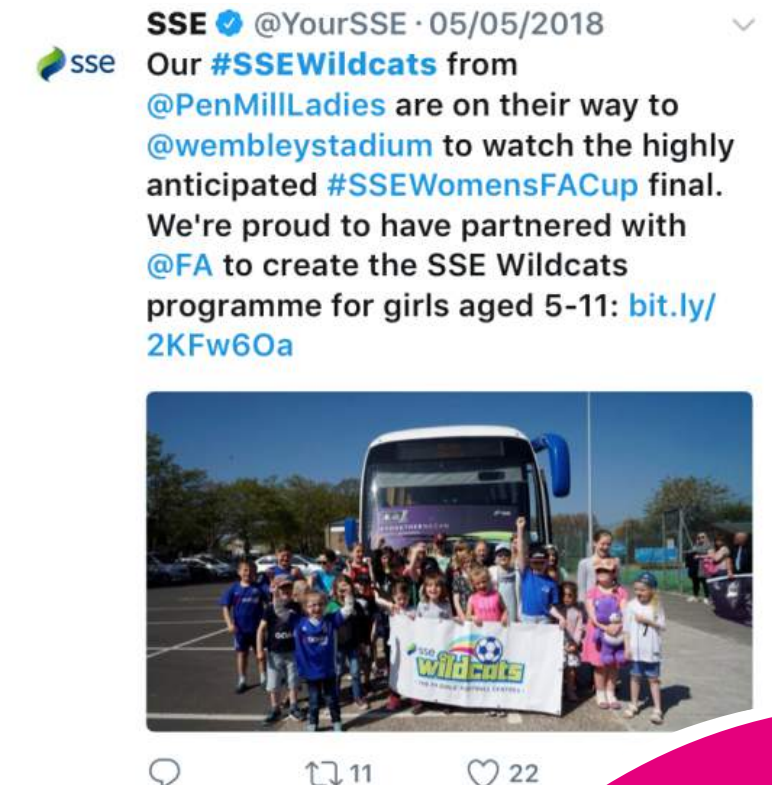 SSE @YourSSE · 05/05/2018
sse
Our #SSEWildcats from
@PenMillLadies are on their way to
@wembleystadium to watch the highly
anticipated #SSEWomensFACup final.
We're proud to have partnered with
@FA to create the SSE Wildcats
programme for girls aged 5-11: bit.ly/
2KFw6Oa
sse
wildcats
11 22